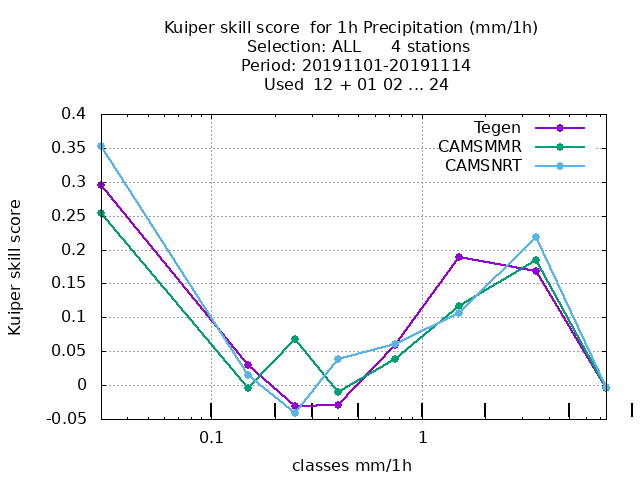 Kuiper skill score  for 1h Precipitation (mm/1h)
Selection: ALL      4 stations
Period: 20191101-20191114
Used  12 + 01 02 ... 24
Tegen
CAMSMMR
CAMSNRT
Kuiper skill score
0.4
0.35
0.3
0.25
0.2
0.15
0.1
0.05
0
-0.05
0.1 1
classes mm/1h